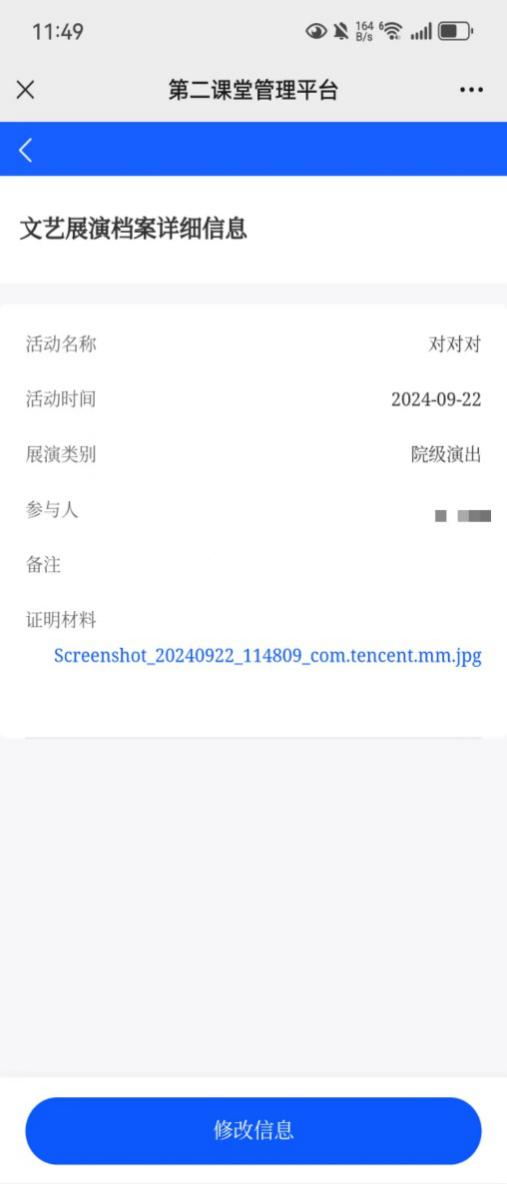 11:49
164 B/s
6
第二课堂管理平台
文艺展演档案详细信息
活动名称 对对对
活动时间 2024-09-22
展演类别 院级演出
参与人
备注
证明材料
Screenshot_20240922_114809_com.tencent.mm.jpg
修改信息